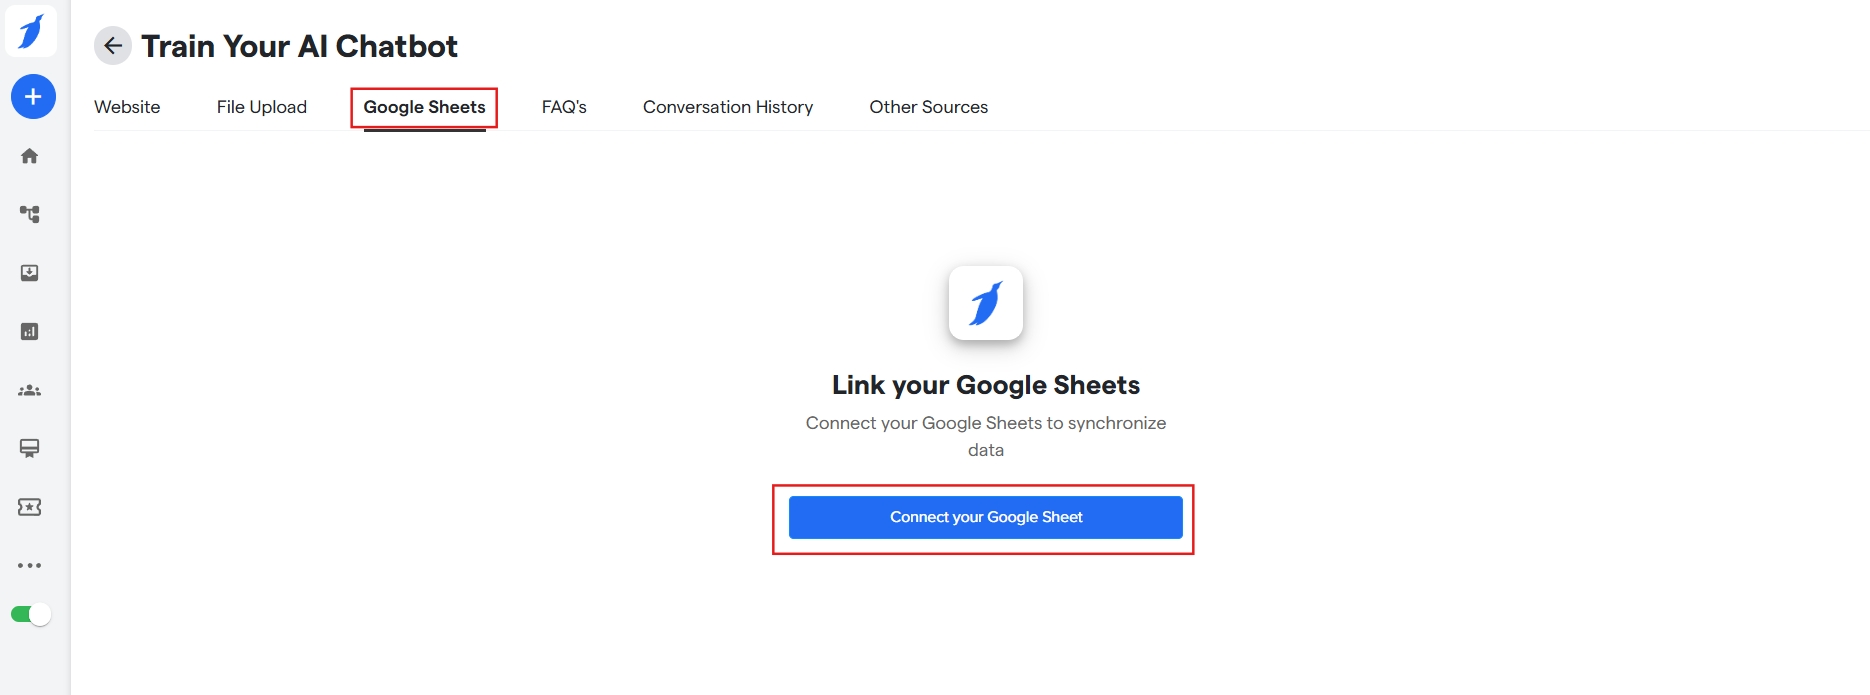 Train Your AI Chatbot
Website File Upload Google Sheets FAQ's Conversation History Other Sources
Link your Google Sheets
Connect your Google Sheets to synchronize
data
Connect your Google Sheet